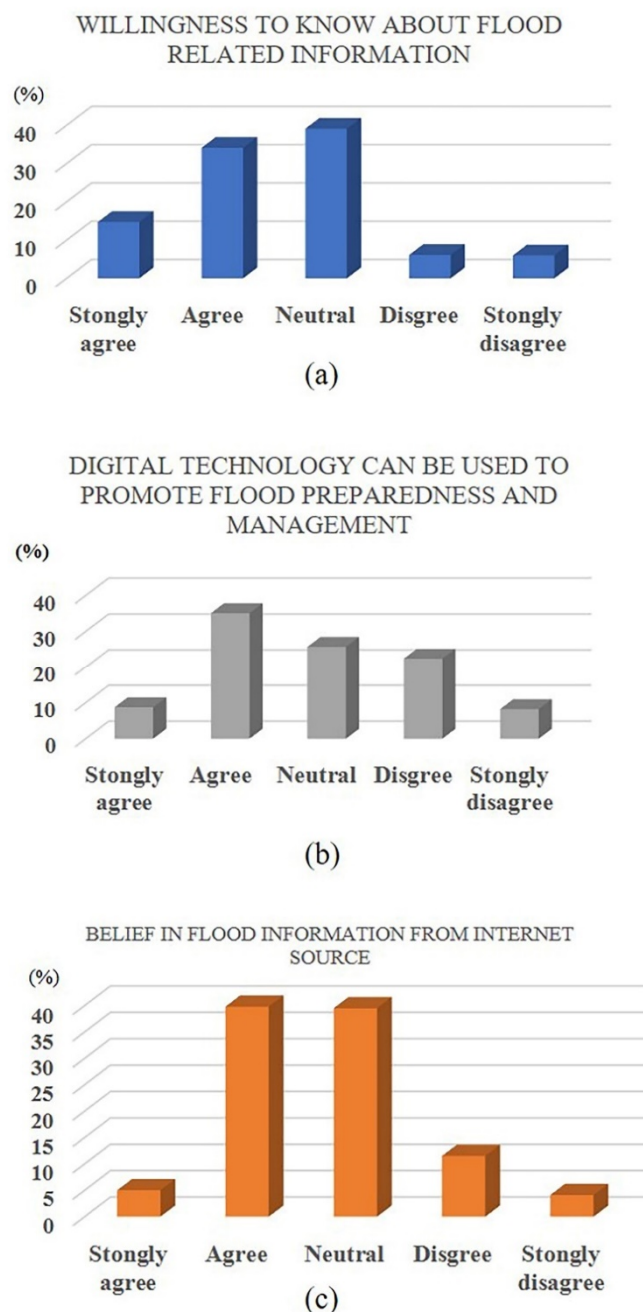 WILLINGNESS TO KNOW ABOUT FLOOD
RELATED INFORMATION
(%)
40
30
20
10
0
Stongly agree
Agree
Neutral
Disgree
Stongly disagree
(a)
DIGITAL TECHNOLOGY CAN BE USED TO
PROMOTE FLOOD PREPAREDNESS AND
MANAGEMENT
(%)
40
30
20
10
0
Stongly agree
Agree
Neutral
Disgree
Stongly disagree
(b)
BELIEF IN FLOOD INFORMATION FROM INTERNET
SOURCE
(%)
40
35
30
25
20
15
10
5
0
Stongly agree
Agree
Neutral
Disgree
Stongly disagree
(c)